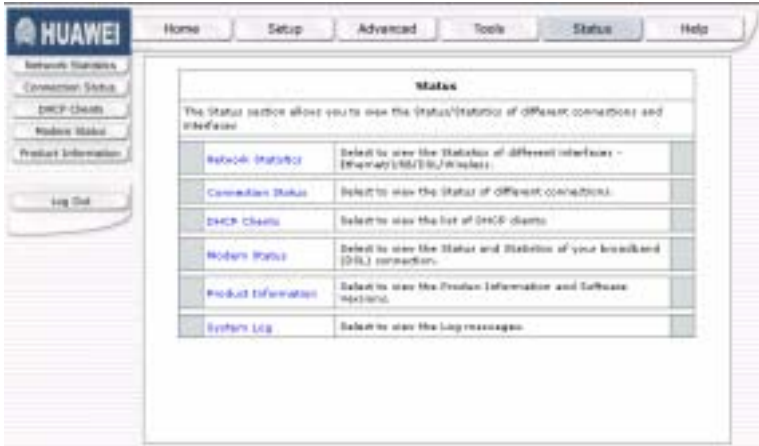 HUAWEI
Home
Setup
Advanced
Tools
Status
Help
Network Statistics
Connection Status
DHCP Clients
Modem Status
Product Information
Log Out
Status
The Status section allows you to view the Status/Statistics of different connections and
interfaces
Network Statistics
Select to view the Statistics of different interfaces -
Ethernet/USB/DSL/Wireless.
Connection Status
Select to view the Status of different connections.
DHCP Clients
Select to view the list of DHCP clients
Modem Status
Select to view the Status and Statistics of your broadband
(DSL) connection.
Product Information
Select to view the Product Information and Software
Versions.
System Log
Select to view the Log messages.